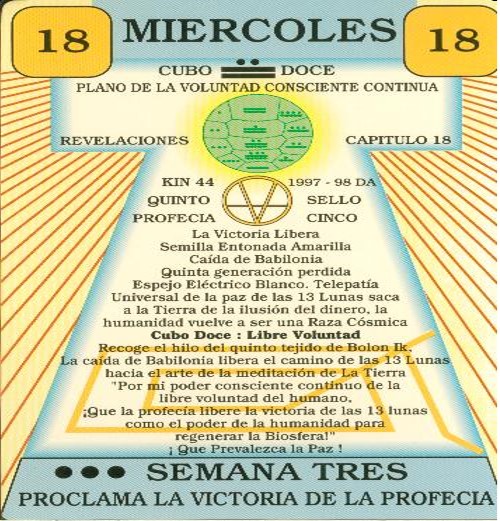 18 MIERCOLES 18
CUBO DOCE
PLANO DE LA VOLUNTAD CONSCIENTE CONTINUA
REVELACIONES CAPITULO 18
KIN 44 1997 - 98 DA
QUINTO SELLO
PROFECIA CINCO
La Victoria Libera
Semilla Entonada Amarilla
Caída de Babilonia
Quinta generación perdida
Espejo Eléctrico Blanco. Telepatía
Universal de la paz de las 13 Lunas saca
a la Tierra de la ilusión del dinero, la
humanidad vuelve a ser una Raza Cósmica
Cubo Doce : Libre Voluntad
Recoge el hilo del quinto tejido de Bolon Ik.
La caída de Babilonia libera el camino de las 13 Lunas
hacia el arte de la meditación de La Tierra
"Por mi poder consciente continuo de la
libre voluntad del humano,
¡Que la profecía libere la victoria de las 13 lunas
como el poder de la humanidad para
regenerar la Biosfera!"
¡ Que Prevalezca la Paz !
SEMANA TRES
PROCLAMA LA VICTORIA DE LA PROFECIA